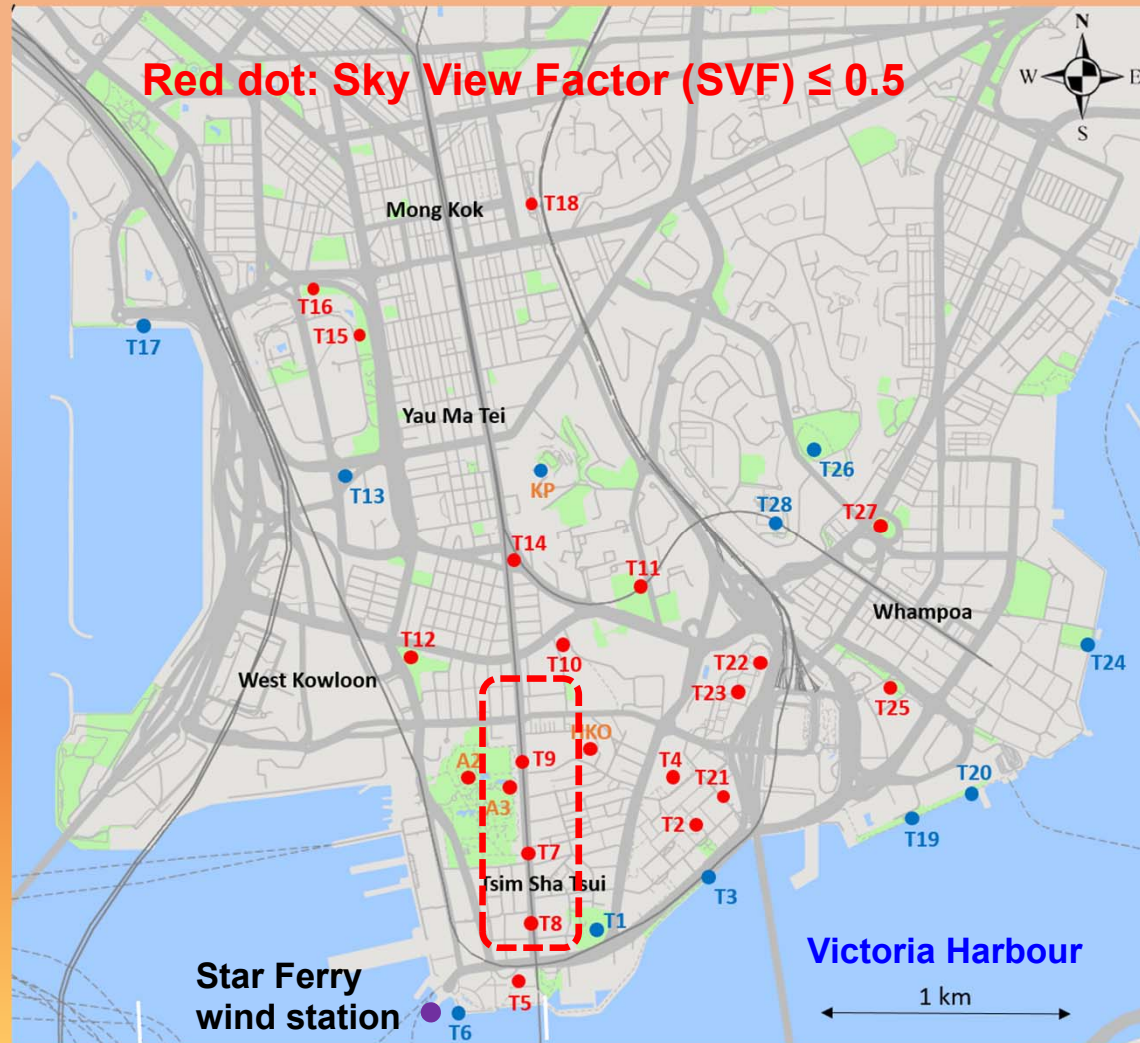 N
Red dot: Sky View Factor (SVF) ≤ 0.5
W
E
S
Mong Kok
T18
T16
T15
T17
Yau Ma Tei
T26
KP
T13
T28
T27
T14
T11
Whampoa
T12
T10
T22
T24
West Kowloon
T23
T25
HKO
T9
A2
T4
A3
T21
T20
T2
T19
T7
Tsim Sha Tsui
T3
T8
T1
Victoria Harbour
Star Ferry
wind station
T5
1 km
T6